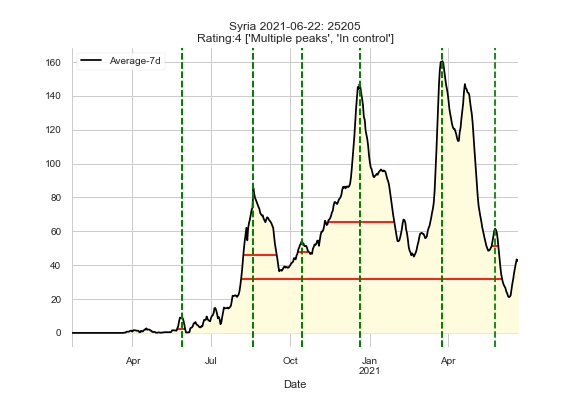 Syria 2021-06-22: 25205
Rating:4 ['Multiple peaks', 'In control']
Average-7d
160
140
120
100
80
60
40
20
0
Apr
Jul
Oct
Jan
2021
Apr
Date